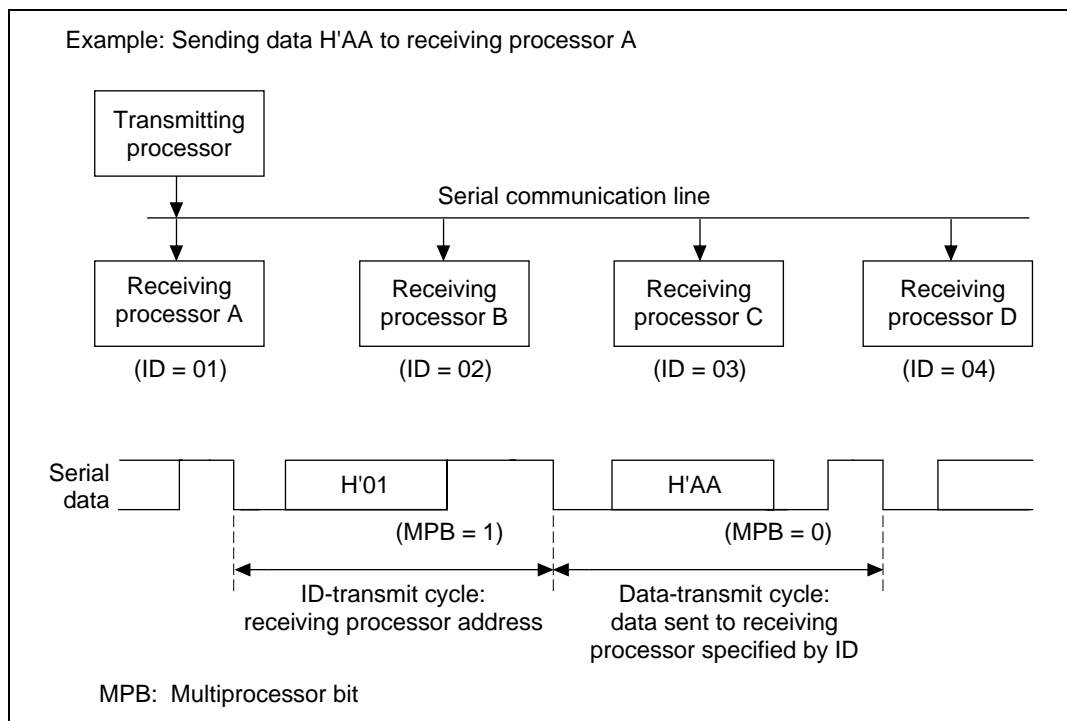 Example: Sending data H'AA to receiving processor A
Transmitting
processor
Serial communication line
Receiving
processor A
Receiving
processor B
Receiving
processor C
Receiving
processor D
(ID = 01)
(ID = 02)
(ID = 03)
(ID = 04)
Serial
data
H'01
H'AA
(MPB = 1)
(MPB = 0)
ID-transmit cycle:
receiving processor address
Data-transmit cycle:
data sent to receiving
processor specified by ID
MPB: Multiprocessor bit